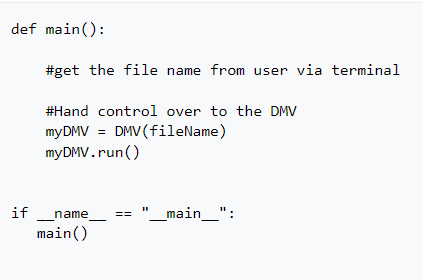 def main():
    #get the file name from user via terminal
    #Hand control over to the DMV
    myDMV = DMV(fileName)
    myDMV.run()
if __name__ == "__main__":
   main()